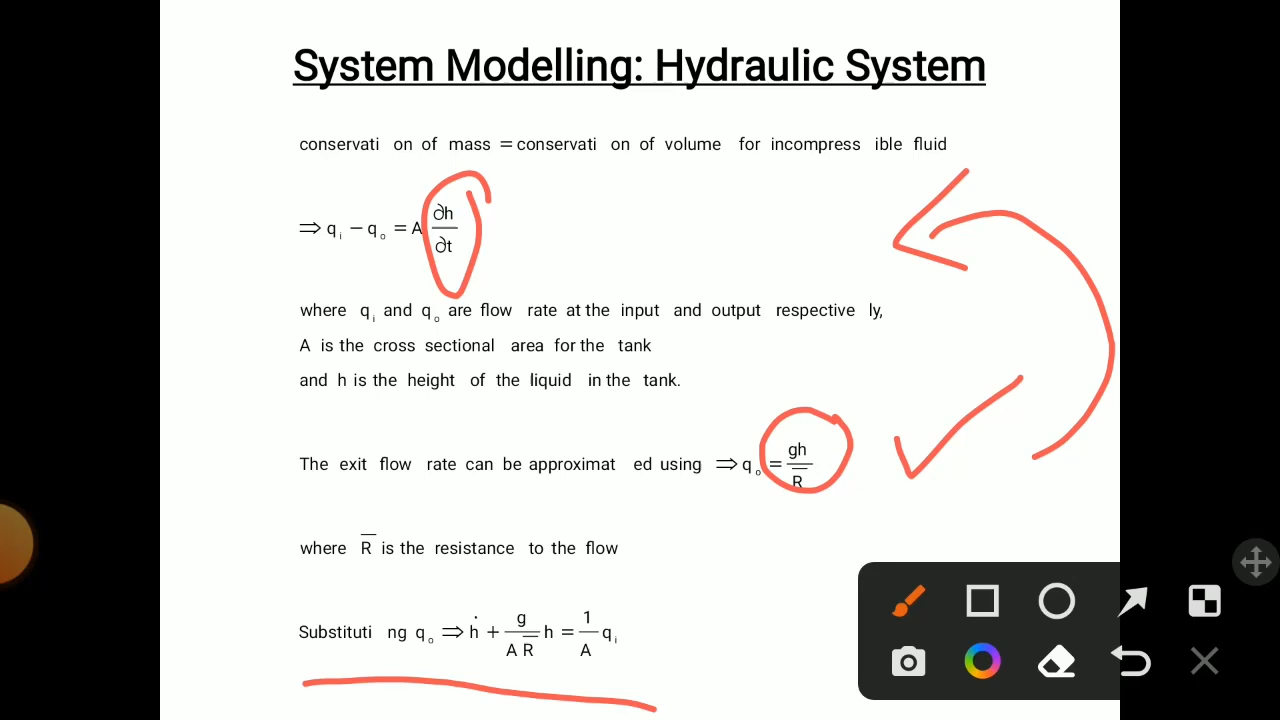 System Modelling: Hydraulic System
conservati on of mass = conservati on of volume for incompress ible fluid
⇒ qᵢ − qₒ = A ∂h/∂t
where qᵢ and qₒ are flow rate at the input and output respective ly,
A is the cross sectional area for the tank
and h is the height of the liquid in the tank.
The exit flow rate can be approximat ed using ⇒ qₒ = gh/R̅
where R̅ is the resistance to the flow
Substituti ng qₒ ⇒ ḣ + g/(A R̅) h = 1/A qᵢ